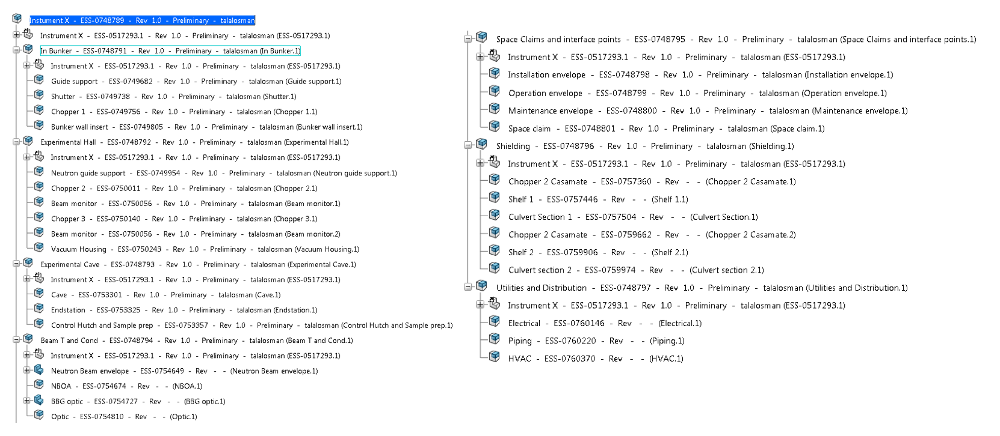 Instument X - ESS-0748789 - Rev 1.0 - Preliminary - talalosman
Instrument X - ESS-0517293.1 - Rev 1.0 - Preliminary - talalosman (ESS-0517293.1)
In Bunker - ESS-0748791 - Rev 1.0 - Preliminary - talalosman (In Bunker.1)
Instrument X - ESS-0517293.1 - Rev 1.0 - Preliminary - talalosman (ESS-0517293.1)
Guide support - ESS-0749682 - Rev 1.0 - Preliminary - talalosman (Guide support.1)
Shutter - ESS-0749738 - Rev 1.0 - Preliminary - talalosman (Shutter.1)
Chopper 1 - ESS-0749756 - Rev 1.0 - Preliminary - talalosman (Chopper 1.1)
Bunker wall insert - ESS-0749805 - Rev 1.0 - Preliminary - talalosman (Bunker wall insert.1)
Experimental Hall - ESS-0748792 - Rev 1.0 - Preliminary - talalosman (Experimental Hall.1)
Instrument X - ESS-0517293.1 - Rev 1.0 - Preliminary - talalosman (ESS-0517293.1)
Neutron guide support - ESS-0749954 - Rev 1.0 - Preliminary - talalosman (Neutron guide support.1)
Chopper 2 - ESS-0750011 - Rev 1.0 - Preliminary - talalosman (Chopper 2.1)
Beam monitor - ESS-0750056 - Rev 1.0 - Preliminary - talalosman (Beam monitor.1)
Chopper 3 - ESS-0750140 - Rev 1.0 - Preliminary - talalosman (Chopper 3.1)
Beam monitor - ESS-0750056 - Rev 1.0 - Preliminary - talalosman (Beam monitor.2)
Vacuum Housing - ESS-0750243 - Rev 1.0 - Preliminary - talalosman (Vacuum Housing.1)
Experimental Cave - ESS-0748793 - Rev 1.0 - Preliminary - talalosman (Experimental Cave.1)
Instrument X - ESS-0517293.1 - Rev 1.0 - Preliminary - talalosman (ESS-0517293.1)
Cave - ESS-0753301 - Rev 1.0 - Preliminary - talalosman (Cave.1)
Endstation - ESS-0753325 - Rev 1.0 - Preliminary - talalosman (Endstation.1)
Control Hutch and Sample prep - ESS-0753357 - Rev 1.0 - Preliminary - talalosman (Control Hutch and Sample prep.1)
Beam T and Cond - ESS-0748794 - Rev 1.0 - Preliminary - talalosman (Beam T and Cond.1)
Instrument X - ESS-0517293.1 - Rev 1.0 - Preliminary - talalosman (ESS-0517293.1)
Neutron Beam envelope - ESS-0754649 - Rev - - (Neutron Beam envelope.1)
NBOA - ESS-0754674 - Rev - - (NBOA.1)
BBG optic - ESS-0754727 - Rev - - (BBG optic.1)
Optic - ESS-0754810 - Rev - - (Optic.1)
Space Claims and interface points - ESS-0748795 - Rev 1.0 - Preliminary - talalosman (Space Claims and interface points.1)
Instrument X - ESS-0517293.1 - Rev 1.0 - Preliminary - talalosman (ESS-0517293.1)
Installation envelope - ESS-0748798 - Rev 1.0 - Preliminary - talalosman (Installation envelope.1)
Operation envelope - ESS-0748799 - Rev 1.0 - Preliminary - talalosman (Operation envelope.1)
Maintenance envelope - ESS-0748800 - Rev 1.0 - Preliminary - talalosman (Maintenance envelope.1)
Space claim - ESS-0748801 - Rev 1.0 - Preliminary - talalosman (Space claim.1)
Shielding - ESS-0748796 - Rev 1.0 - Preliminary - talalosman (Shielding.1)
Instrument X - ESS-0517293.1 - Rev 1.0 - Preliminary - talalosman (ESS-0517293.1)
Chopper 2 Casamate - ESS-0757360 - Rev - - (Chopper 2 Casamate.1)
Shelf 1 - ESS-0757446 - Rev - - (Shelf 1.1)
Culvert Section 1 - ESS-0757504 - Rev - - (Culvert Section.1)
Chopper 2 Casamate - ESS-0759662 - Rev - - (Chopper 2 Casamate.2)
Shelf 2 - ESS-0759906 - Rev - - (Shelf 2.1)
Culvert section 2 - ESS-0759974 - Rev - - (Culvert section 2.1)
Utilities and Distribution - ESS-0748797 - Rev 1.0 - Preliminary - talalosman (Utilities and Distribution.1)
Instrument X - ESS-0517293.1 - Rev 1.0 - Preliminary - talalosman (ESS-0517293.1)
Electrical - ESS-0760146 - Rev - - (Electrical.1)
Piping - ESS-0760220 - Rev - - (Piping.1)
HVAC - ESS-0760370 - Rev - - (HVAC.1)